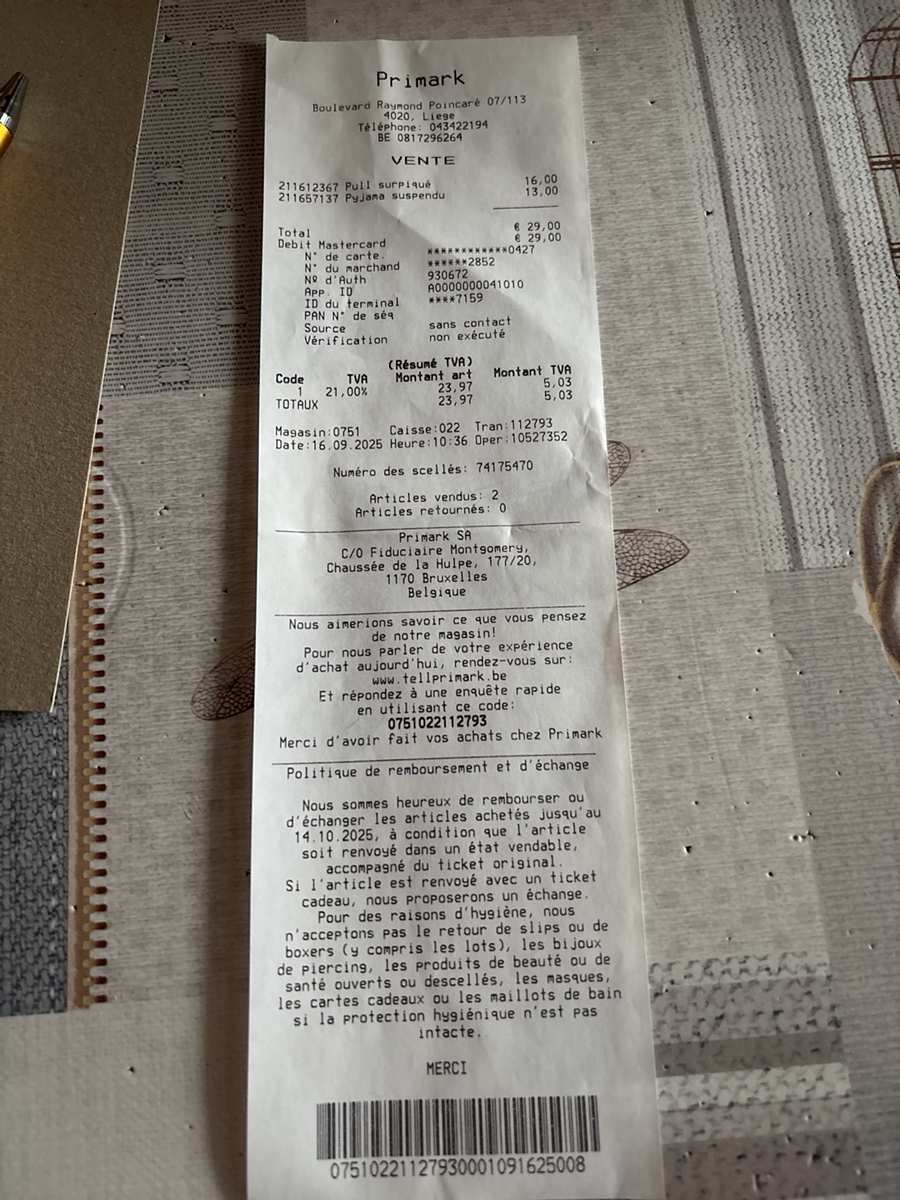 Primark
Boulevard Raymond Poincaré 07/113
4020, Liege
Téléphone: 043422194
BE 0817296264
VENTE
211612367 Pull surpiqué 16,00
211657137 Pyjama suspendu 13,00
Total € 29,00
Debit Mastercard € 29,00
N° de carte. ************0427
N° du marchand ******2852
Nº d'Auth 930672
App. ID A0000000041010
ID du terminal ****7159
PAN N° de séq
Source sans contact
Vérification non exécuté
(Résumé TVA)
Code TVA Montant art Montant TVA
1 21,00% 23,97 5,03
TOTAUX 23,97 5,03
Magasin:0751 Caisse:022 Tran:112793
Date:16.09.2025 Heure:10:36 Oper:10527352
Numéro des scellés: 74175470
Articles vendus: 2
Articles retournés: 0
Primark SA
C/O Fiduciaire Montgomery,
Chaussée de la Hulpe, 177/20,
1170 Bruxelles
Belgique
Nous aimerions savoir ce que vous pensez
de notre magasin!
Pour nous parler de votre expérience
d'achat aujourd'hui, rendez-vous sur:
www.tellprimark.be
Et répondez à une enquête rapide
en utilisant ce code:
0751022112793
Merci d'avoir fait vos achats chez Primark
Politique de remboursement et d'échange
Nous sommes heureux de rembourser ou
d'échanger les articles achetés jusqu'au
14.10.2025, à condition que l'article
soit renvoyé dans un état vendable,
accompagné du ticket original.
Si l'article est renvoyé avec un ticket
cadeau, nous proposerons un échange.
Pour des raisons d'hygiène, nous
n'acceptons pas le retour de slips ou de
boxers (y compris les lots), les bijoux
de piercing, les produits de beauté ou de
santé ouverts ou descellés, les masques,
les cartes cadeaux ou les maillots de bain
si la protection hygiénique n'est pas
intacte.
MERCI
075102211279300001091625008